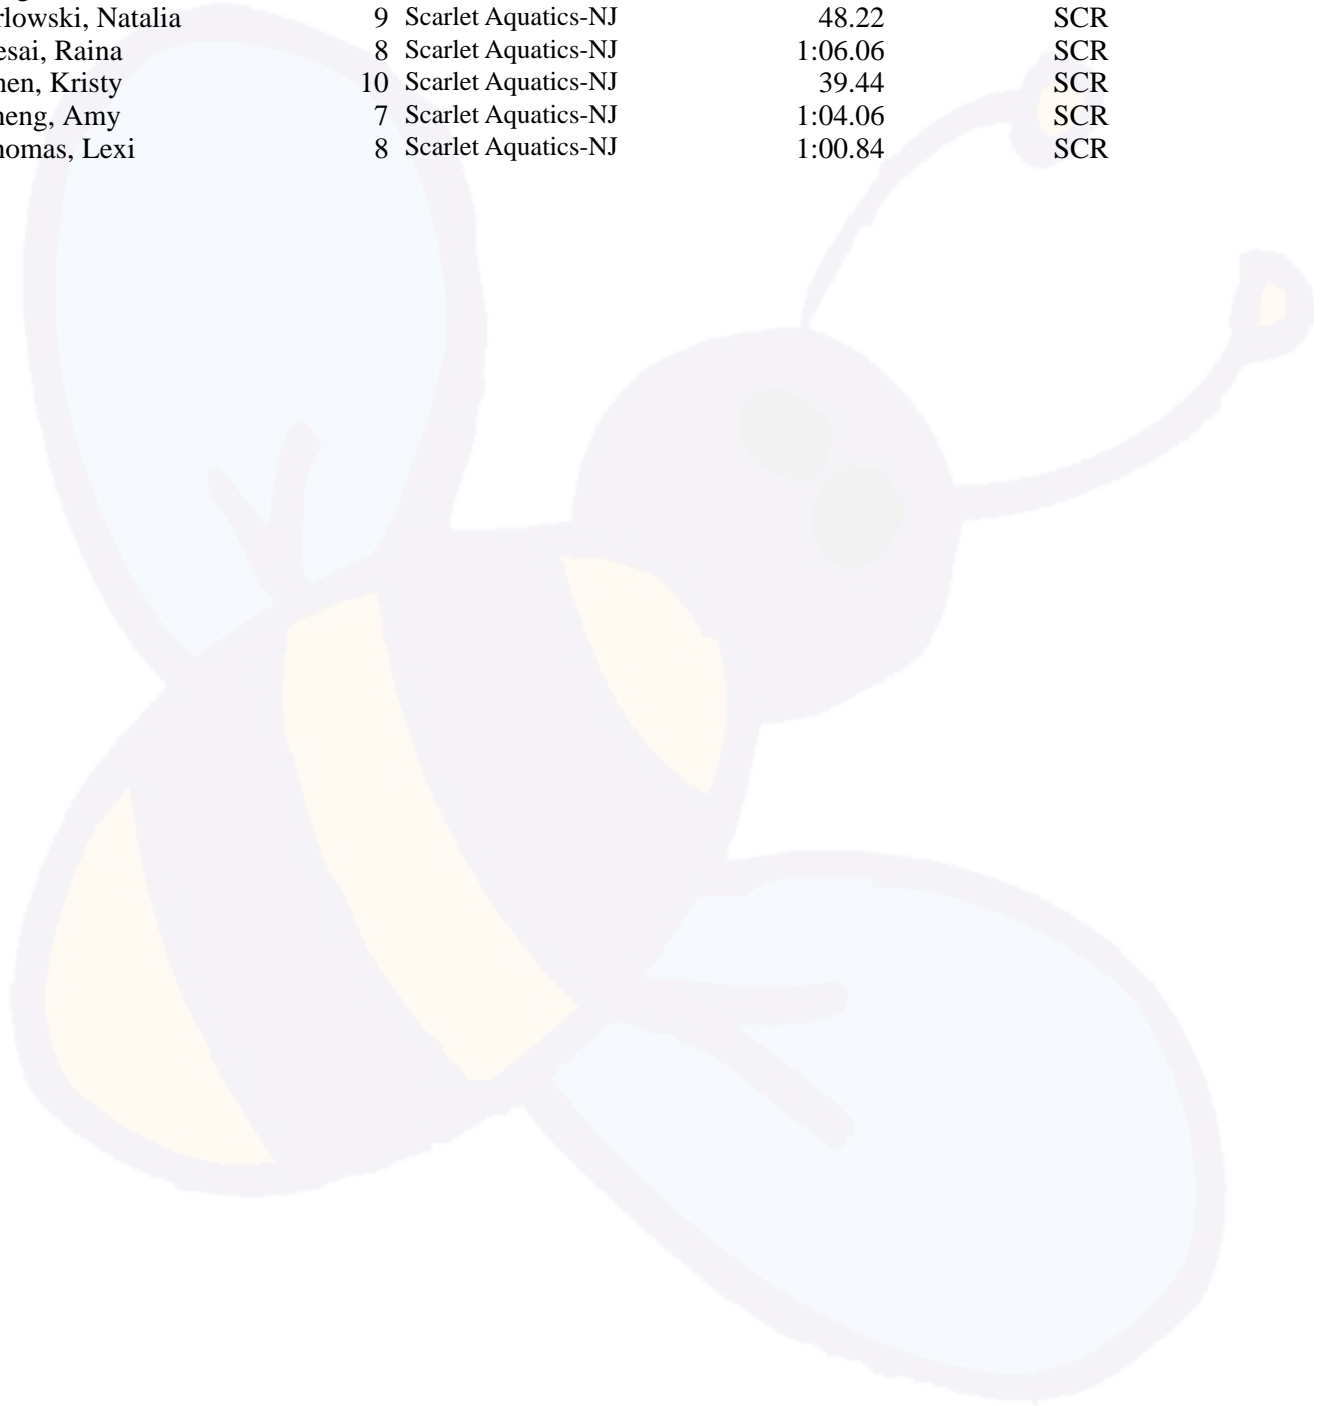 rlowski, Natalia 9 Scarlet Aquatics-NJ 48.22 SCR
esai, Raina 8 Scarlet Aquatics-NJ 1:06.06 SCR
hen, Kristy 10 Scarlet Aquatics-NJ 39.44 SCR
heng, Amy 7 Scarlet Aquatics-NJ 1:04.06 SCR
homas, Lexi 8 Scarlet Aquatics-NJ 1:00.84 SCR